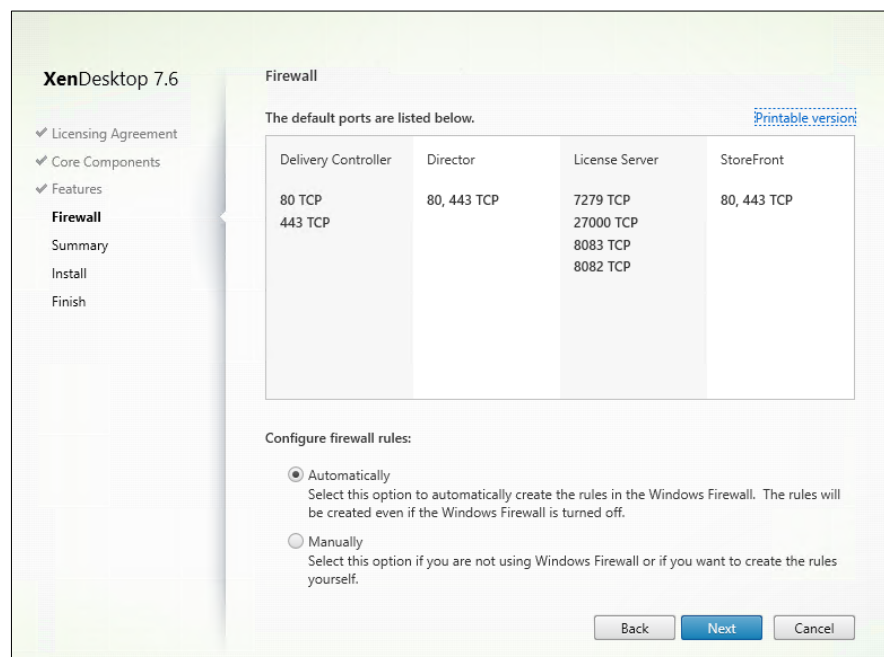 XenDesktop 7.6
Licensing Agreement
Core Components
Features
Firewall
Summary
Install
Finish
Firewall
The default ports are listed below.
Printable version
Delivery Controller
80 TCP
443 TCP
Director
80, 443 TCP
License Server
7279 TCP
27000 TCP
8083 TCP
8082 TCP
StoreFront
80, 443 TCP
Configure firewall rules:
Automatically
Select this option to automatically create the rules in the Windows Firewall. The rules will
be created even if the Windows Firewall is turned off.
Manually
Select this option if you are not using Windows Firewall or if you want to create the rules
yourself.
Back
Next
Cancel